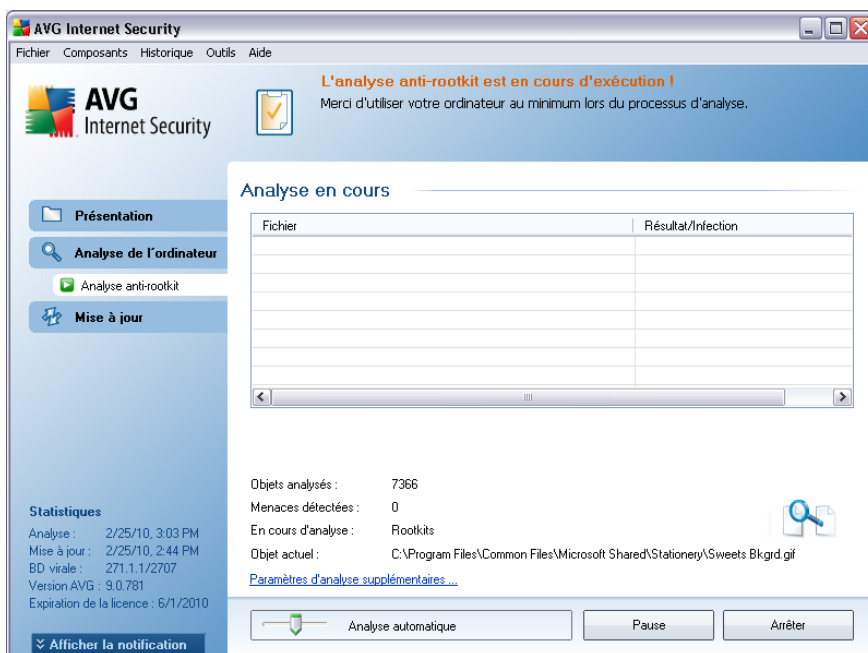 AVG Internet Security
Fichier Composants Historique Outils Aide
AVG
Internet Security
L'analyse anti-rootkit est en cours d'exécution !
Merci d'utiliser votre ordinateur au minimum lors du processus d'analyse.
Présentation
Analyse de l'ordinateur
Analyse anti-rootkit
Mise à jour
Analyse en cours
Fichier Résultat/Infection
Objets analysés : 7366
Menaces détectées : 0
En cours d'analyse : Rootkits
Objet actuel : C:\Program Files\Common Files\Microsoft Shared\Stationery\Sweets Bkgrd.gif
Paramètres d'analyse supplémentaires ...
Statistiques
Analyse : 2/25/10, 3:03 PM
Mise à jour : 2/25/10, 2:44 PM
BD virale : 271.1.1/2707
Version AVG : 9.0.781
Expiration de la licence : 6/1/2010
Afficher la notification
Analyse automatique
Pause
Arrêter